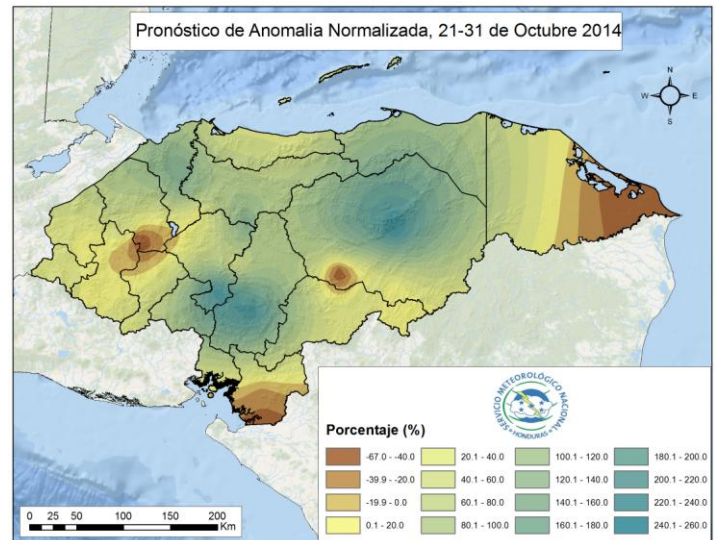 Pronóstico de Anomalia Normalizada, 21-31 de Octubre 2014
N
W E
S
SERVICIO METEOROLÓGICO NACIONAL
HONDURAS
Porcentaje (%)
-67.0 - -40.0 20.1 - 40.0 100.1 - 120.0 180.1 - 200.0
-39.9 - -20.0 40.1 - 60.0 120.1 - 140.0 200.1 - 220.0
-19.9 - 0.0 60.1 - 80.0 140.1 - 160.0 220.1 - 240.0
0.1 - 20.0 80.1 - 100.0 160.1 - 180.0 240.1 - 260.0
0 25 50 100 150 200
Km